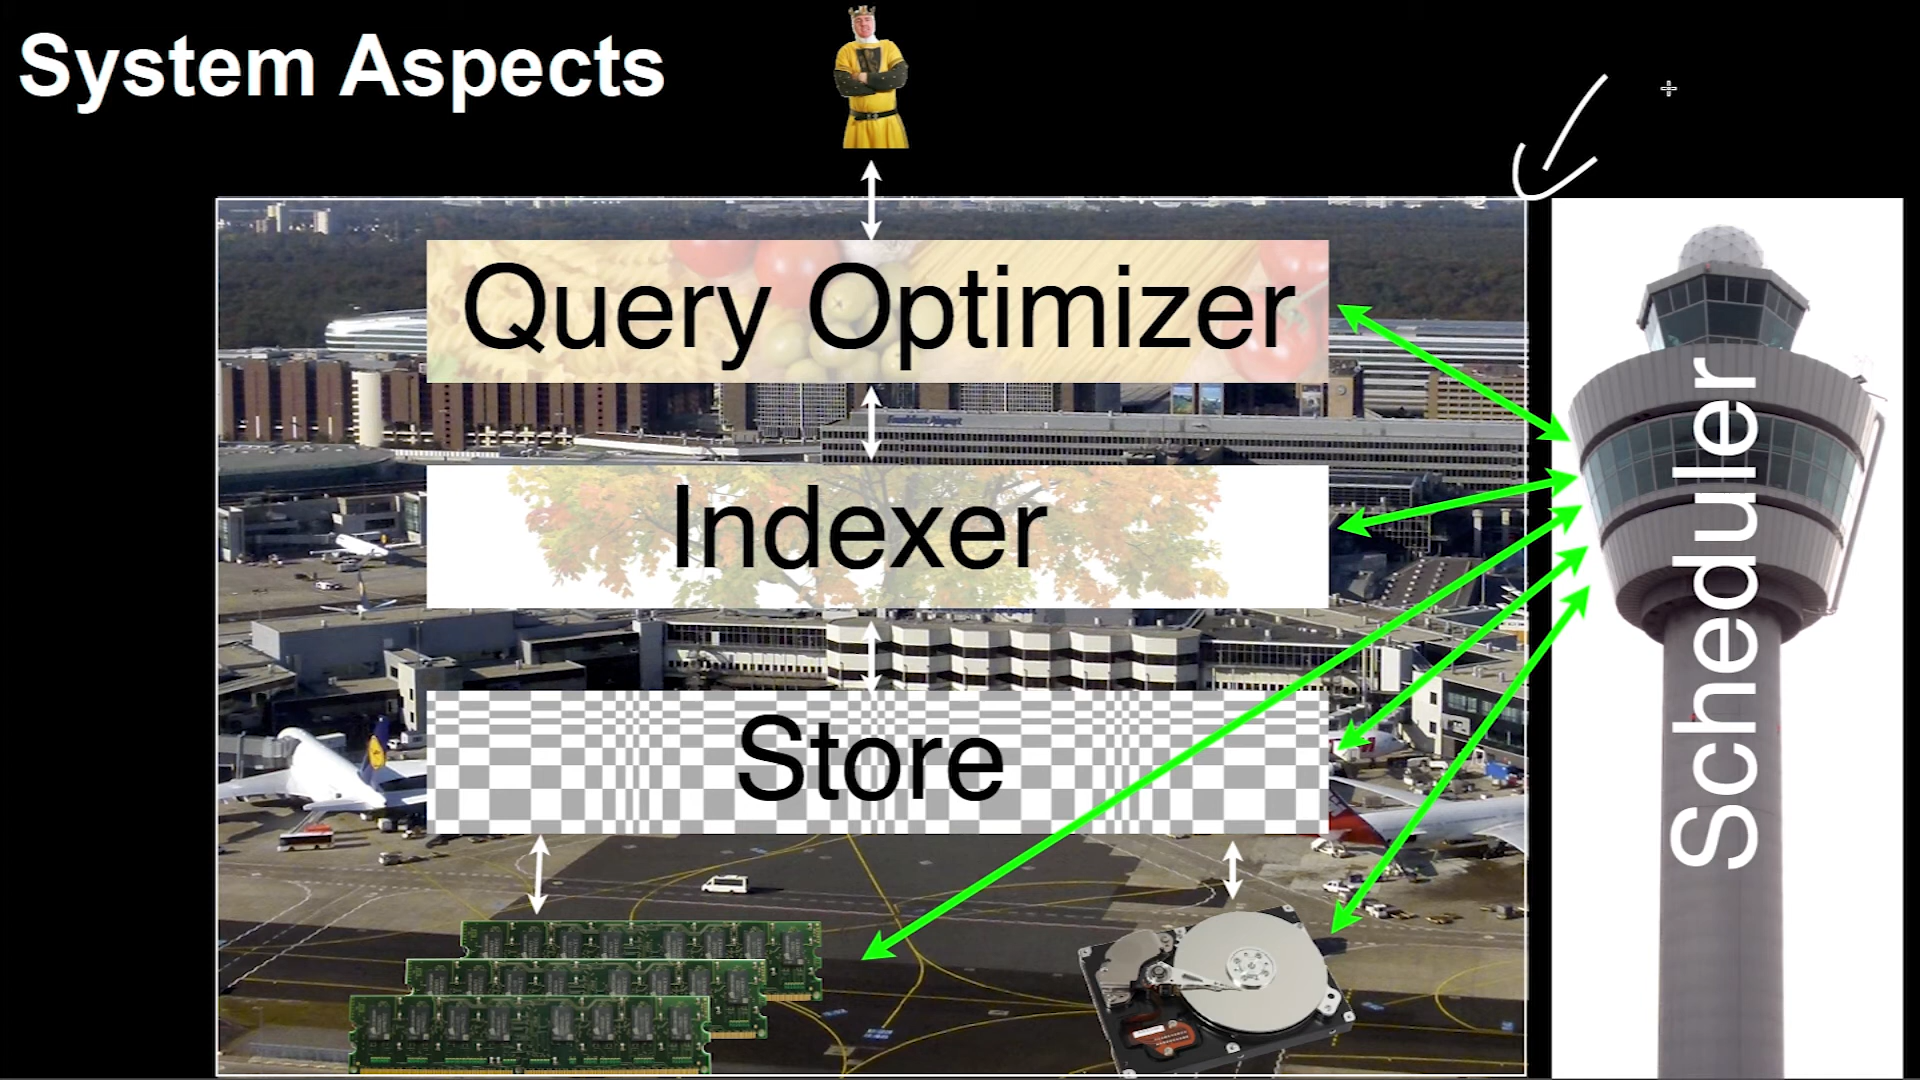 System Aspects
Query Optimizer
Indexer
Store
Scheduler